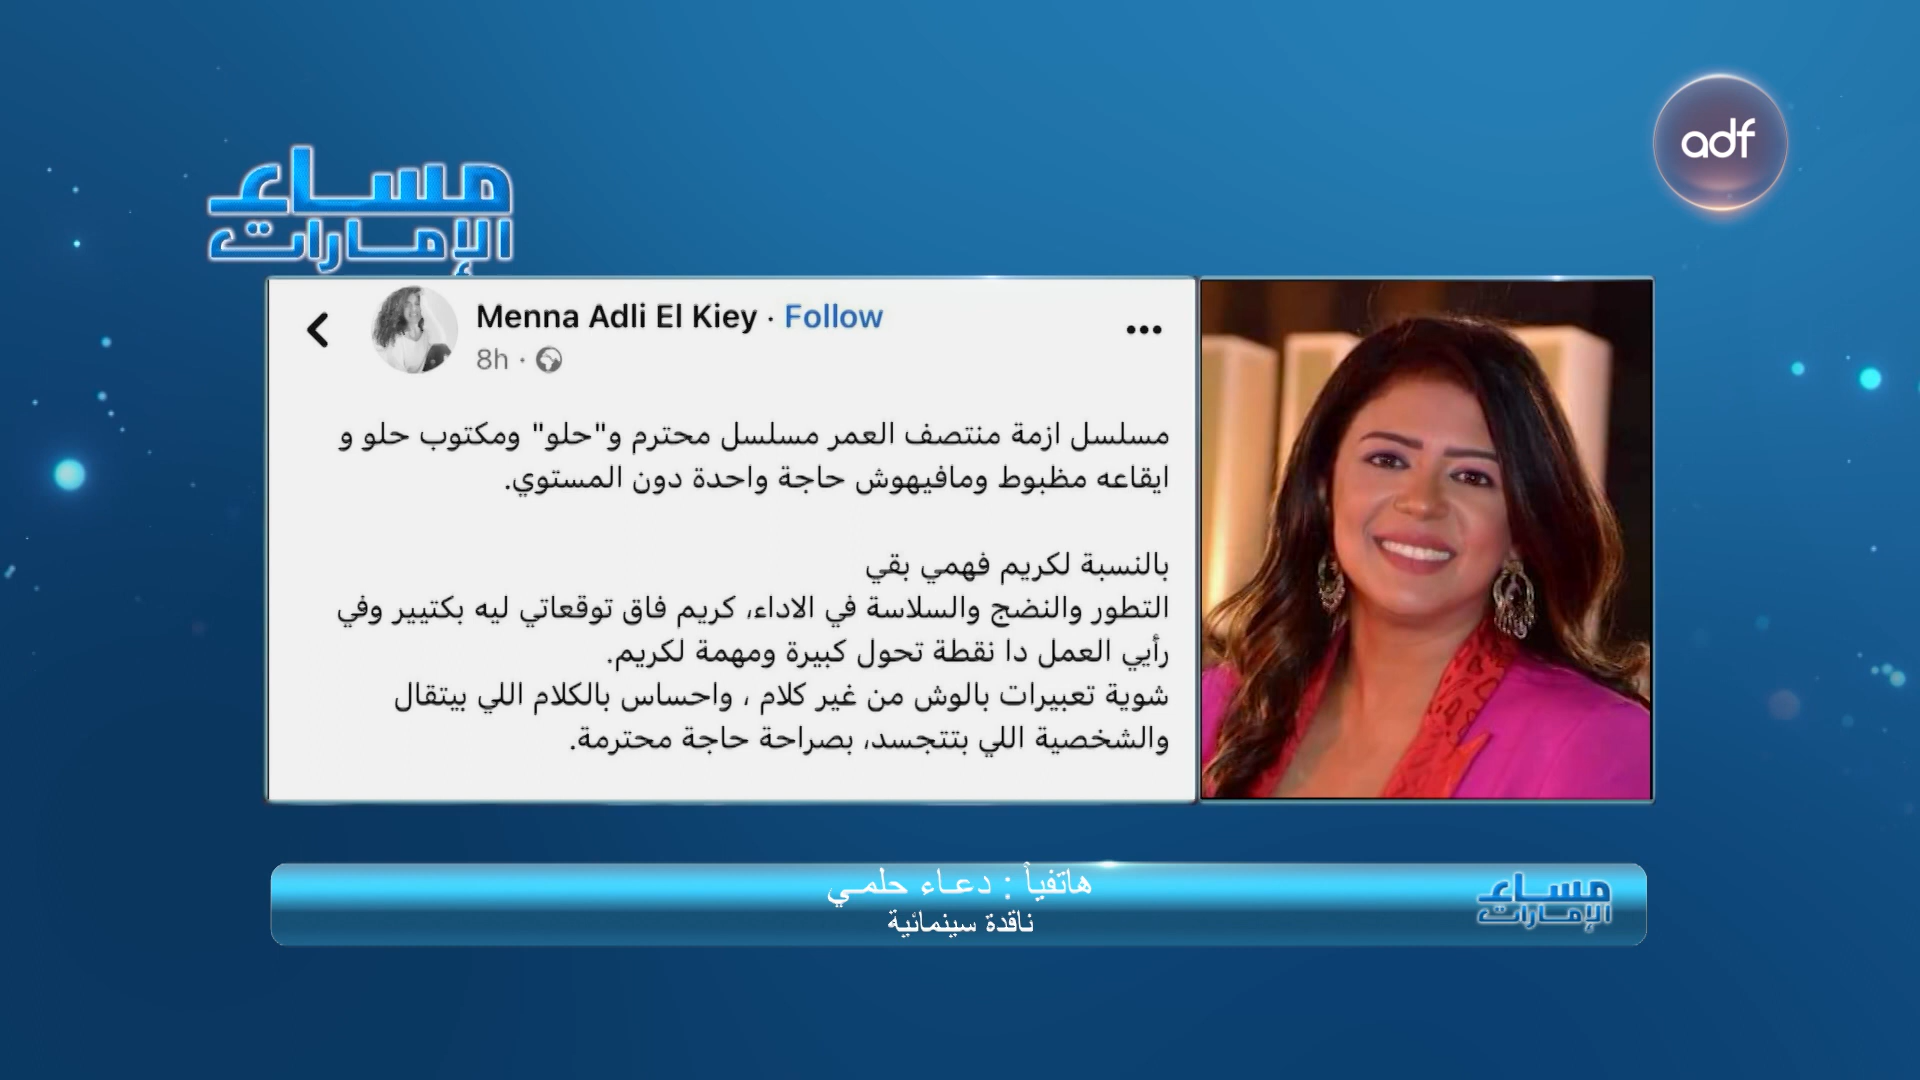 adf
مساء
الإمارات
Menna Adli El Kiey · Follow
8h ·
مسلسل ازمة منتصف العمر مسلسل محترم و"حلو" ومكتوب حلو و
ايقاعه مظبوط ومافيهوش حاجة واحدة دون المستوي.
بالنسبة لكريم فهمي بقي
التطور والنضج والسلاسة في الاداء، كريم فاق توقعاتي ليه بكتيير وفي
رأيي العمل دا نقطة تحول كبيرة ومهمة لكريم.
شوية تعبيرات بالوش من غير كلام ، واحساس بالكلام اللي بيتقال
والشخصية اللي بتتجسد، بصراحة حاجة محترمة.
هاتفياً : دعـاء حلمـي
ناقدة سينمائية
مساء
الإمارات